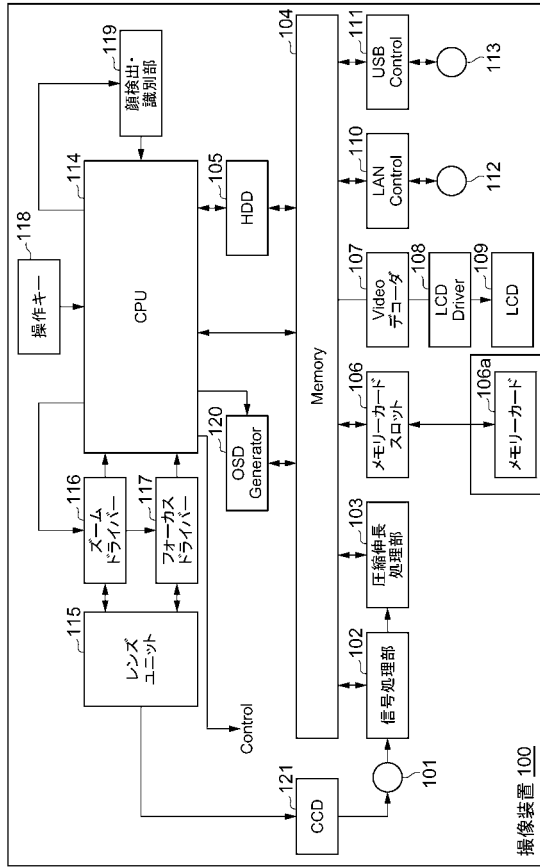 撮像装置 100
操作キー
118
119
顔検出・
識別部
114
CPU
116
ズーム
ドライバー
117
フォーカス
ドライバー
115
レンズ
ユニット
105
HDD
120
OSD
Generator
Control
104
Memory
121
CCD
101
102
信号処理部
103
圧縮伸長
処理部
106
メモリーカード
スロット
106a
メモリーカード
107
Video
デコーダ
108
LCD
Driver
109
LCD
110
LAN
Control
112
111
USB
Control
113